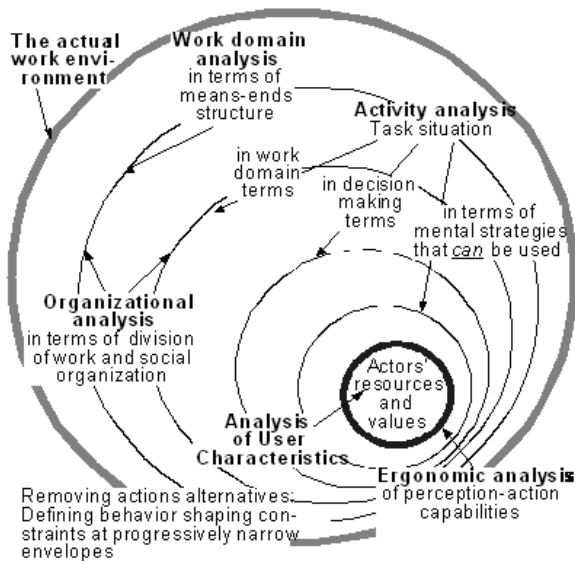 The actual
work envi-
ronment
Work domain
analysis
in terms of
means-ends
structure
Activity analysis
Task situation
in work
domain
terms
in decision
making
terms
in terms of
mental strategies
that can be used
Organizational
analysis
in terms of division
of work and social
organization
Actors'
resources
and
values
Analysis
of User
Characteristics
Ergonomic analysis
of perception-action
capabilities
Removing actions alternatives:
Defining behavior shaping con-
straints at progressively narrow
envelopes